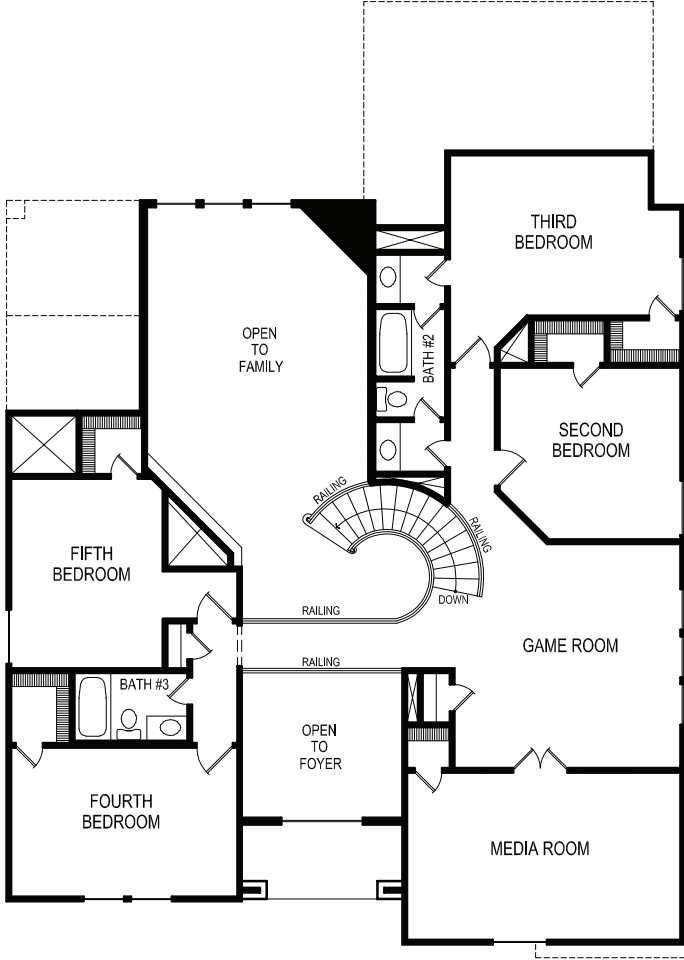 THIRD
BEDROOM
OPEN
TO
FAMILY
BATH #2
SECOND
BEDROOM
RAILING
RAILING
FIFTH
BEDROOM
DOWN
RAILING
GAME ROOM
RAILING
BATH #3
OPEN
TO
FOYER
FOURTH
BEDROOM
MEDIA ROOM